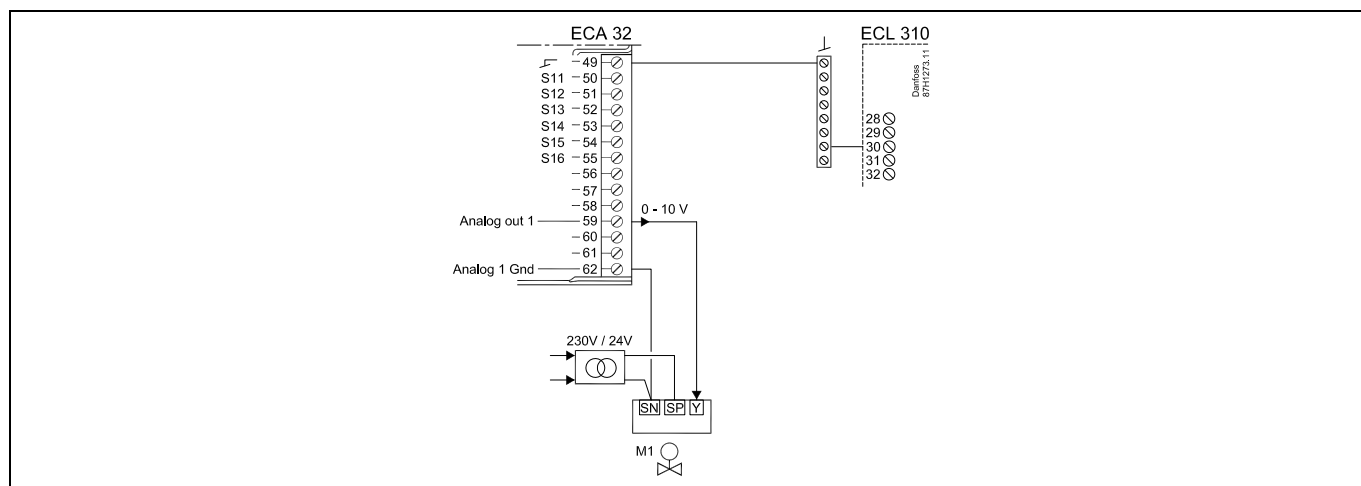 ECA 32
ECL 310
49
S11 50
S12 51
S13 52
S14 53
S15 54
S16 55
56
57
58
Analog out 1 59
60
61
Analog 1 Gnd 62
0 - 10 V
Danfoss
87H1273.11
28
29
30
31
32
230V / 24V
SN SP Y
M1